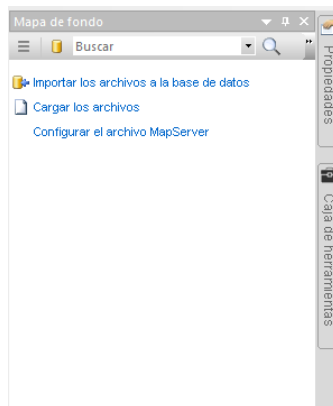 Mapa de fondo
Buscar
Importar los archivos a la base de datos
Cargar los archivos
Configurar el archivo MapServer
Propiedades
Caja de herramientas